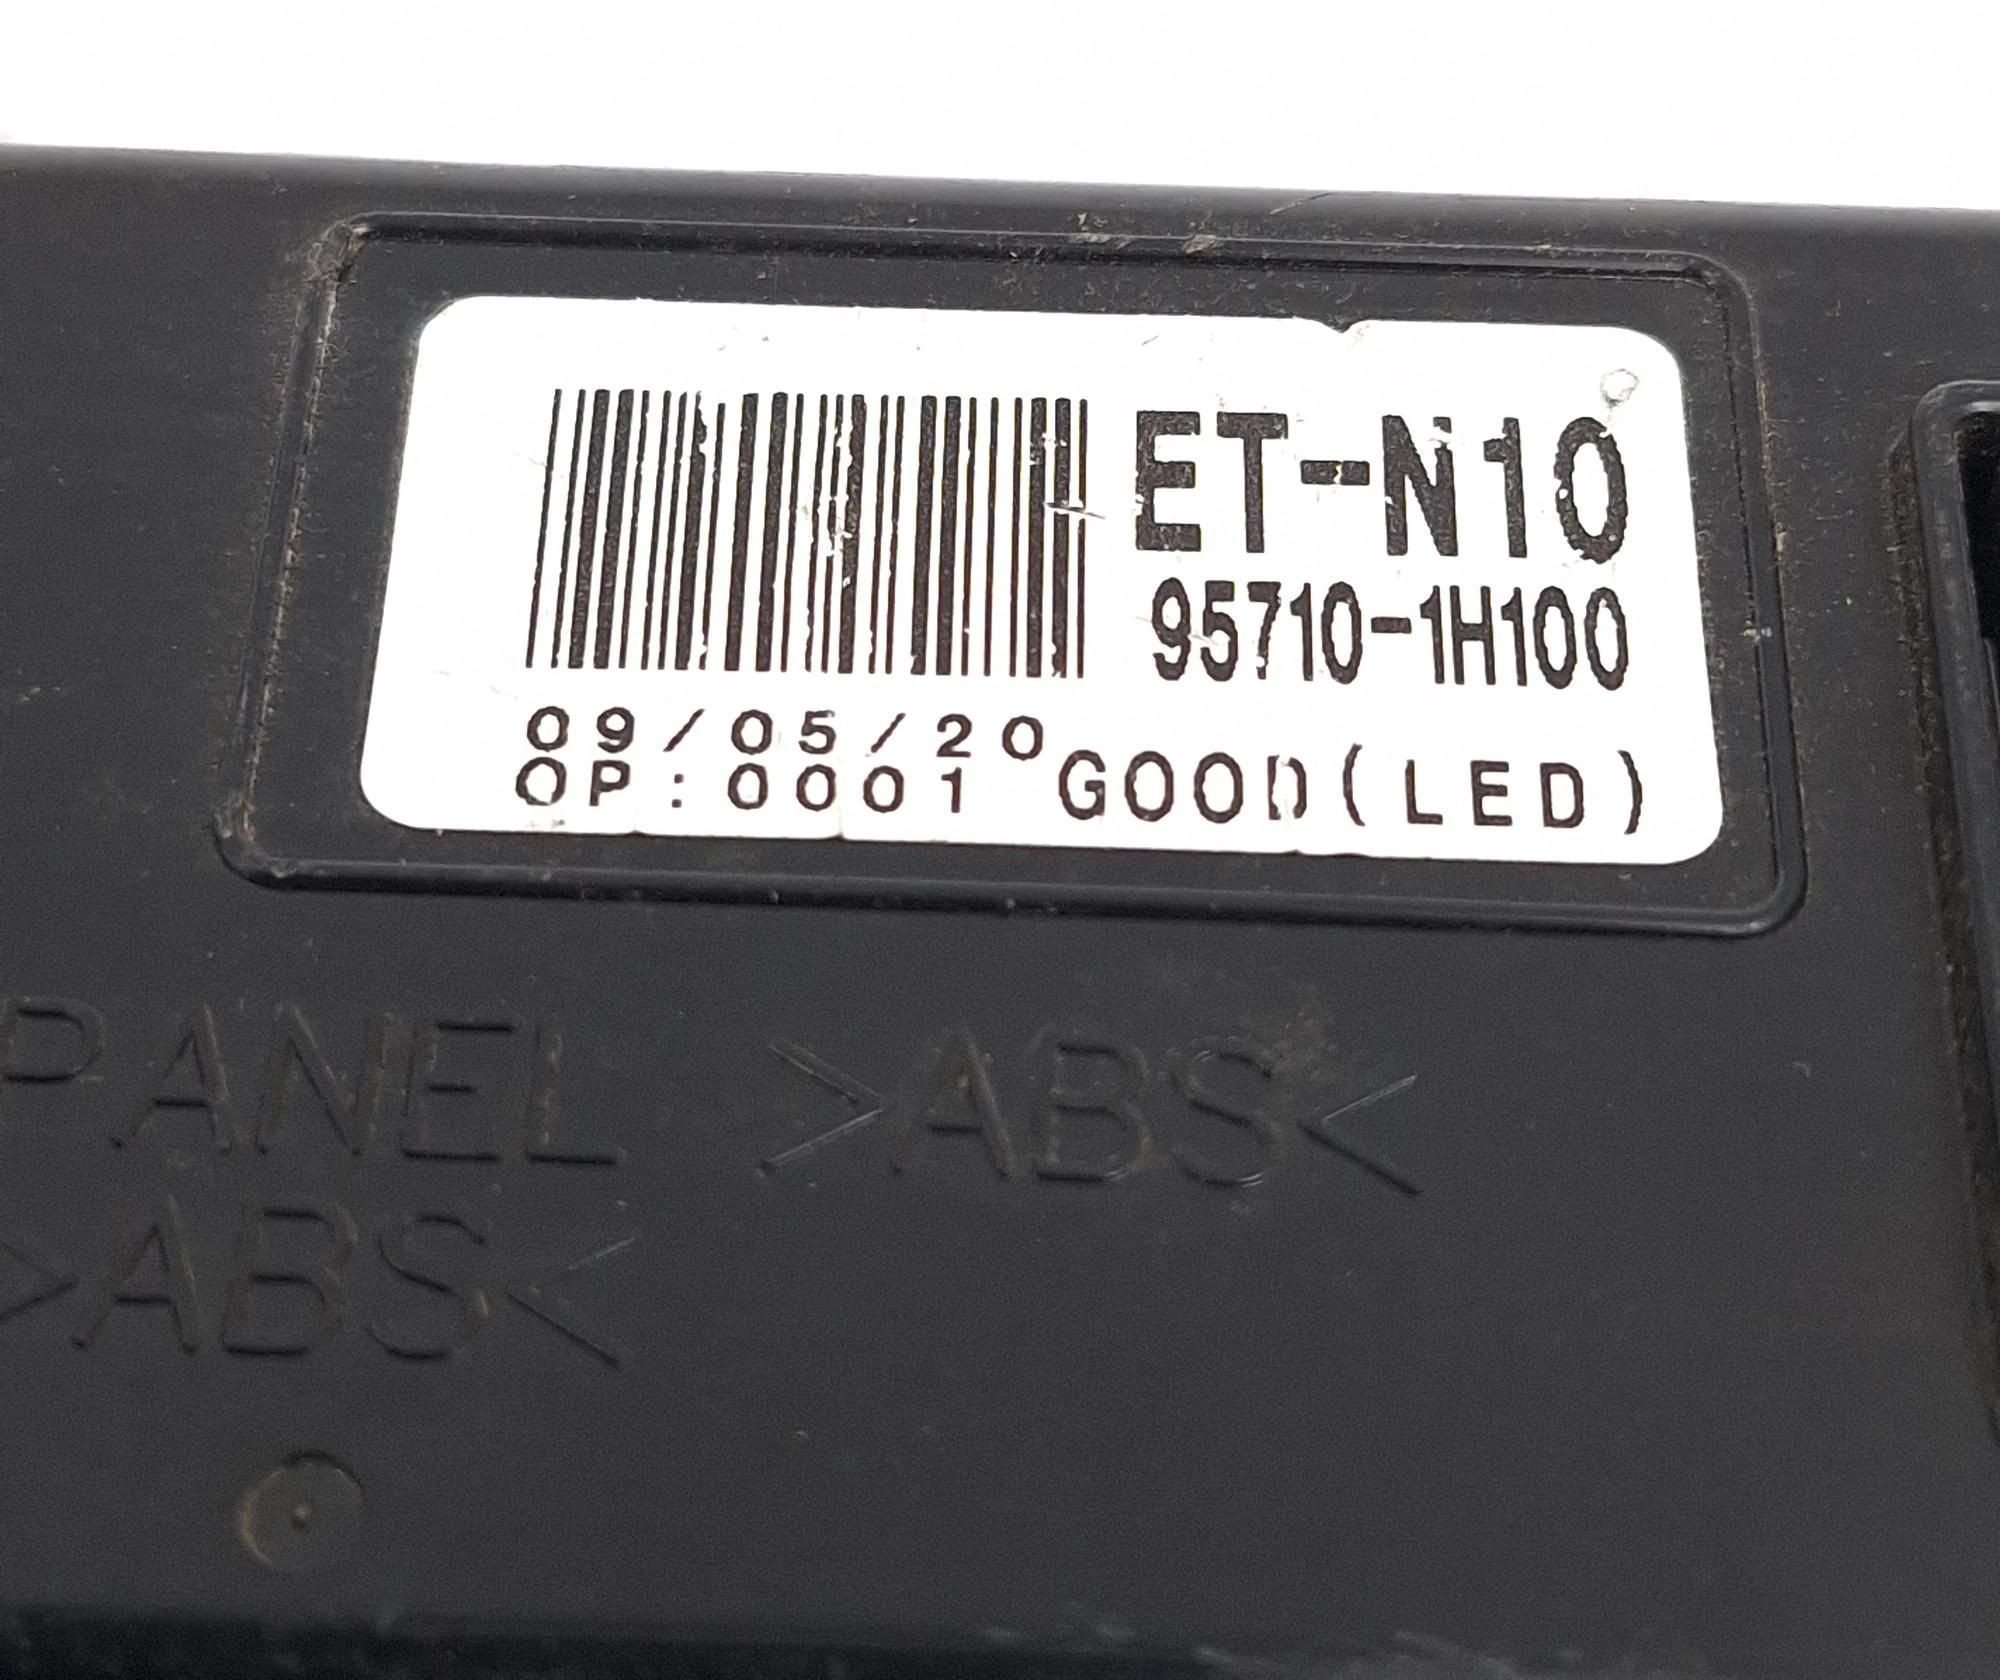 ET-N10
95710-1H100
09/05/20
OP:0001 GOOD(LED)
PANEL >ABS<
>ABS<